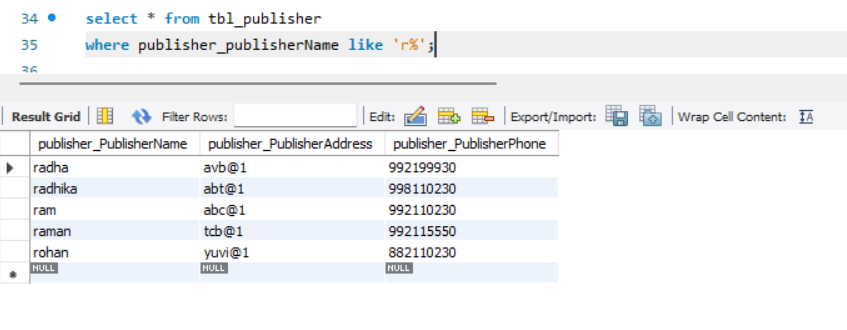 34 select * from tbl_publisher
35 where publisher_publisherName like 'r%';
36
Result Grid Filter Rows: Edit: Export/Import: Wrap Cell Content:
publisher_PublisherName publisher_PublisherAddress publisher_PublisherPhone
radha avb@1 992199930
radhika abt@1 998110230
ram abc@1 992110230
raman tcb@1 992115550
rohan yuvi@1 882110230
NULL NULL NULL